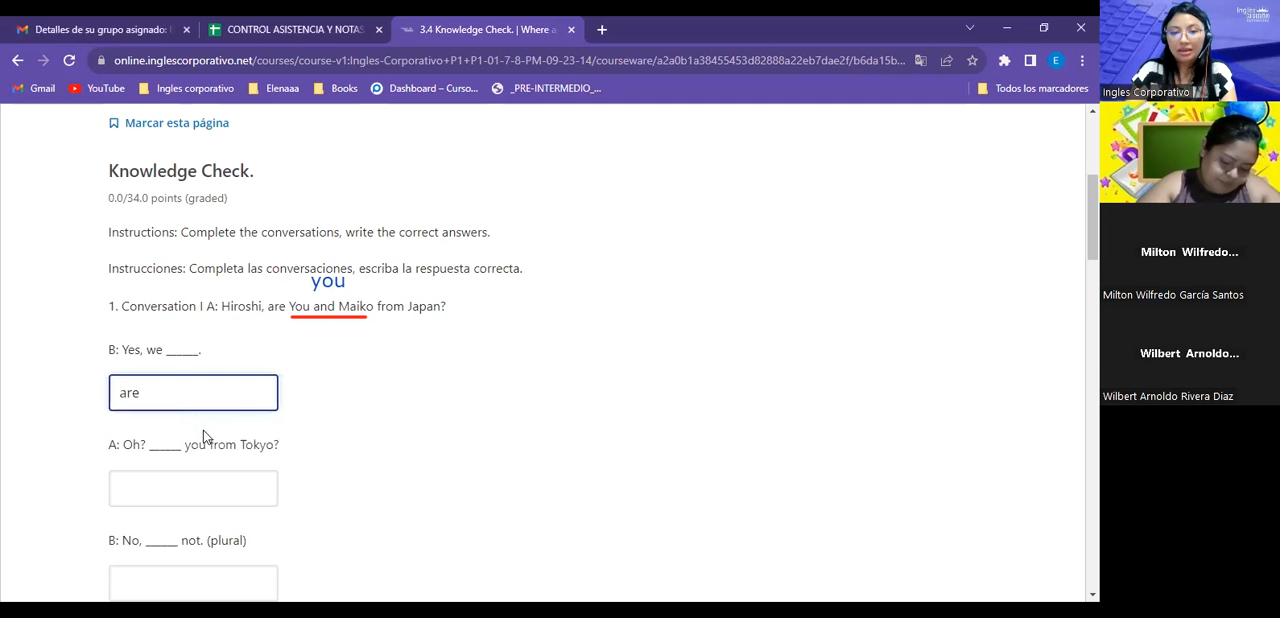 Detalles de su grupo asignado: I
CONTROL ASISTENCIA Y NOTAS
3.4 Knowledge Check. | Where a
online.inglescorporativo.net/courses/course-v1:Ingles-Corporativo+P1+P1-01-7-8-PM-09-23-14/courseware/a2a0b1a38455453d82888a22eb7dae2f/b6da15b...
E
Gmail
YouTube
Ingles corporativo
Elenaaa
Books
Dashboard – Curso...
_PRE-INTERMEDIO_...
Todos los marcadores
Marcar esta página
Knowledge Check.
0.0/34.0 points (graded)
Instructions: Complete the conversations, write the correct answers.
Instrucciones: Completa las conversaciones, escriba la respuesta correcta.
you
1. Conversation I A: Hiroshi, are You and Maiko from Japan?
B: Yes, we ______.
are
A: Oh? ______ you from Tokyo?
B: No, ______ not. (plural)
Ingles Corporativo
Milton Wilfredo...
Milton Wilfredo García Santos
Wilbert Arnoldo...
Wilbert Arnoldo Rivera Diaz